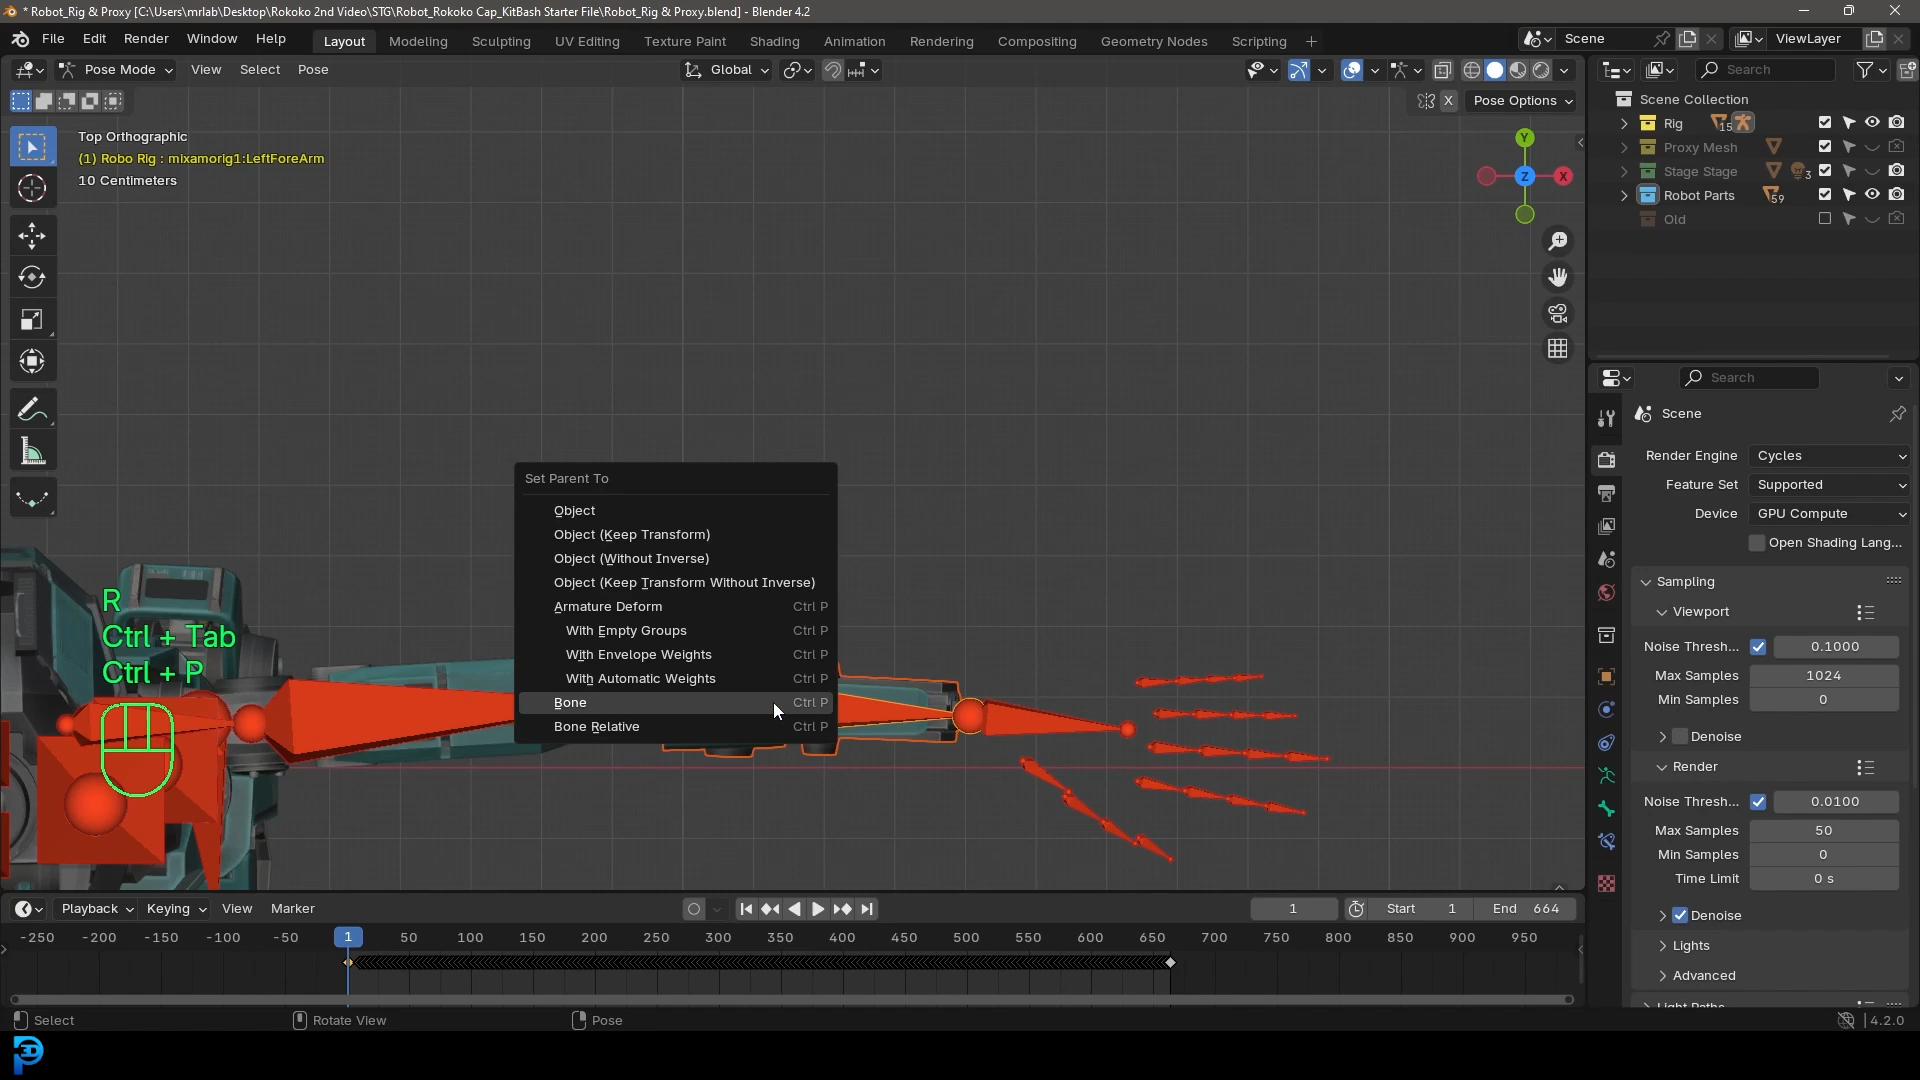 * Robot_Rig & Proxy [C:\Users\mrlab\Desktop\Rokoko 2nd Video\STG\Robot_Rokoko Cap_KitBash Starter File\Robot_Rig & Proxy.blend] - Blender 4.2
File Edit Render Window Help Layout Modeling Sculpting UV Editing Texture Paint Shading Animation Rendering Compositing Geometry Nodes Scripting + Scene ViewLayer
Pose Mode View Select Pose Global Search
X Pose Options
Scene Collection
Rig 15
Proxy Mesh
Stage Stage 3
Robot Parts 59
Old
Top Orthographic
(1) Robo Rig : mixamorig1:LeftForeArm
10 Centimeters
Y
Z X
Search
Scene
Render Engine Cycles
Feature Set Supported
Device GPU Compute
Open Shading Lang...
Sampling
Viewport
Noise Thresh... 0.1000
Max Samples 1024
Min Samples 0
Denoise
Render
Noise Thresh... 0.0100
Max Samples 50
Min Samples 0
Time Limit 0 s
Denoise
Lights
Advanced
Light Paths
Set Parent To
Object
Object (Keep Transform)
Object (Without Inverse)
Object (Keep Transform Without Inverse)
Armature Deform Ctrl P
With Empty Groups Ctrl P
With Envelope Weights Ctrl P
With Automatic Weights Ctrl P
Bone Ctrl P
Bone Relative Ctrl P
R
Ctrl + Tab
Ctrl + P
Playback Keying View Marker 1 Start 1 End 664
-250 -200 -150 -100 -50 1 50 100 150 200 250 300 350 400 450 500 550 600 650 700 750 800 850 900 950
Select Rotate View Pose 4.2.0